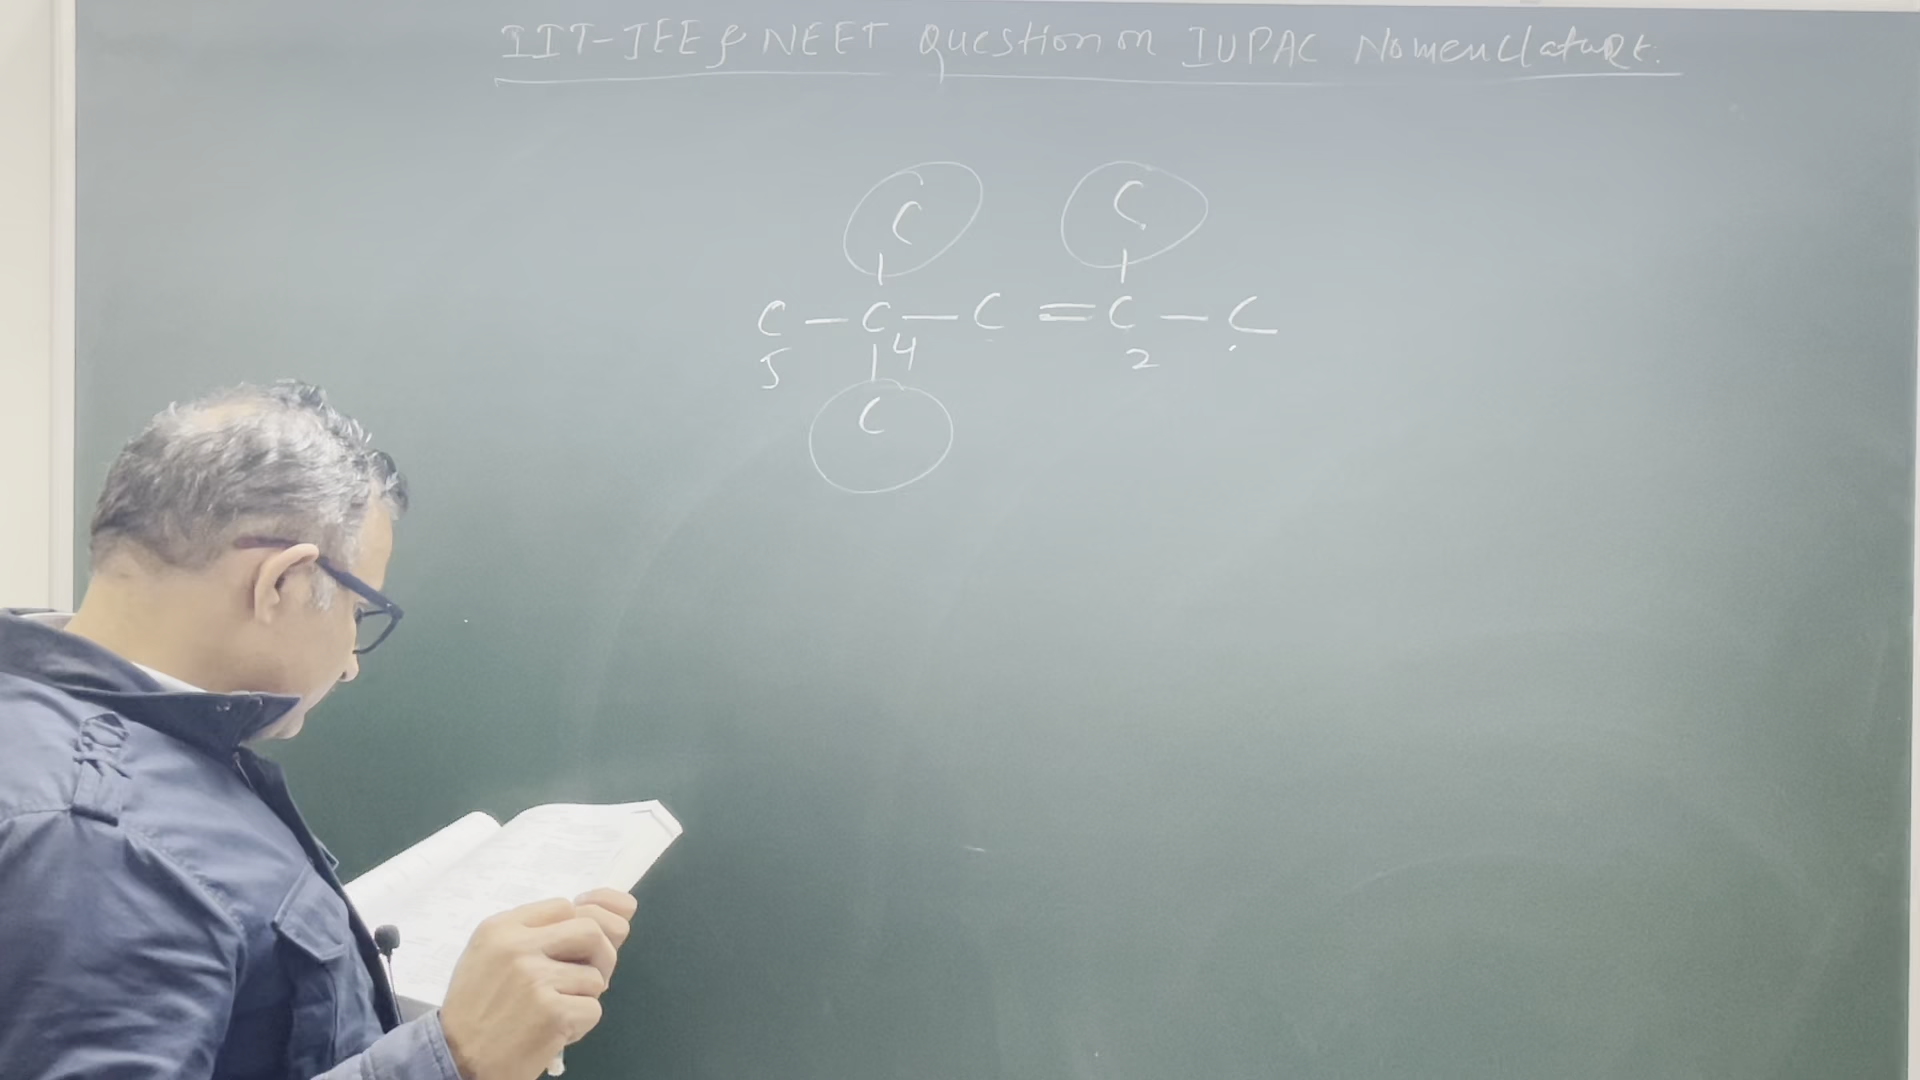 IIT-JEE & NEET Question on IUPAC Nomenclature.
C C
C - C - C = C - C
5 4 2
C